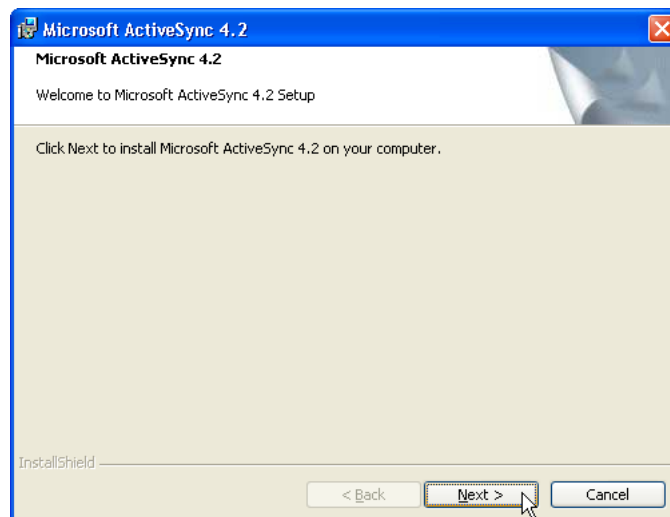 Microsoft ActiveSync 4.2
Microsoft ActiveSync 4.2
Welcome to Microsoft ActiveSync 4.2 Setup
Click Next to install Microsoft ActiveSync 4.2 on your computer.
InstallShield
< Back Next > Cancel